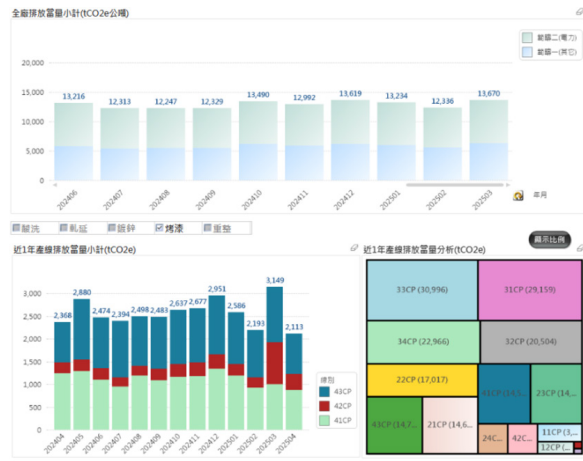 全廠排放當量小計(tCO2e公噸)
範疇二(電力)
範疇一(其它)
20,000
15,000
10,000
5,000
0
13,216
12,313
12,247
12,329
13,490
12,992
13,619
13,234
12,336
13,670
202406
202407
202408
202409
202410
202411
202412
202501
202502
202503
年月
酸洗
軋延
鍍鋅
烤漆
重整
顯示比例
近1年產線排放當量小計(tCO2e)
3,000
2,500
2,000
1,500
1,000
500
0
2,368
2,880
2,474
2,394
2,498
2,483
2,637
2,677
2,951
2,586
2,193
3,149
2,113
202404
202405
202406
202407
202408
202409
202410
202411
202412
202501
202502
202503
202504
線別
43CP
42CP
41CP
近1年產線排放當量分析(tCO2e)
33CP (30,996)
31CP (29,159)
34CP (22,966)
32CP (20,504)
22CP (17,017)
23CP (14,...
43CP (14,7...
21CP (14,6...
24C...
42C...
11CP (3,...
12CP (...